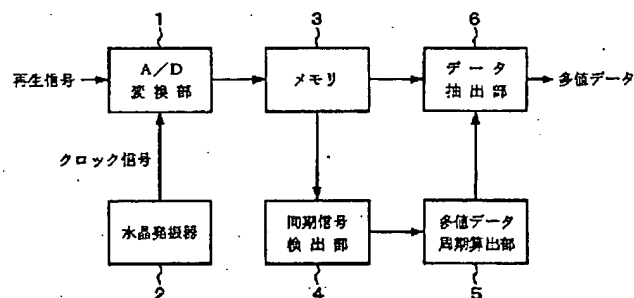 1
3
6
再生信号
A/D
変換部
メモリ
データ
抽出部
多値データ
クロック信号
水晶発振器
同期信号
検出部
多値データ
周期算出部
2
4
5